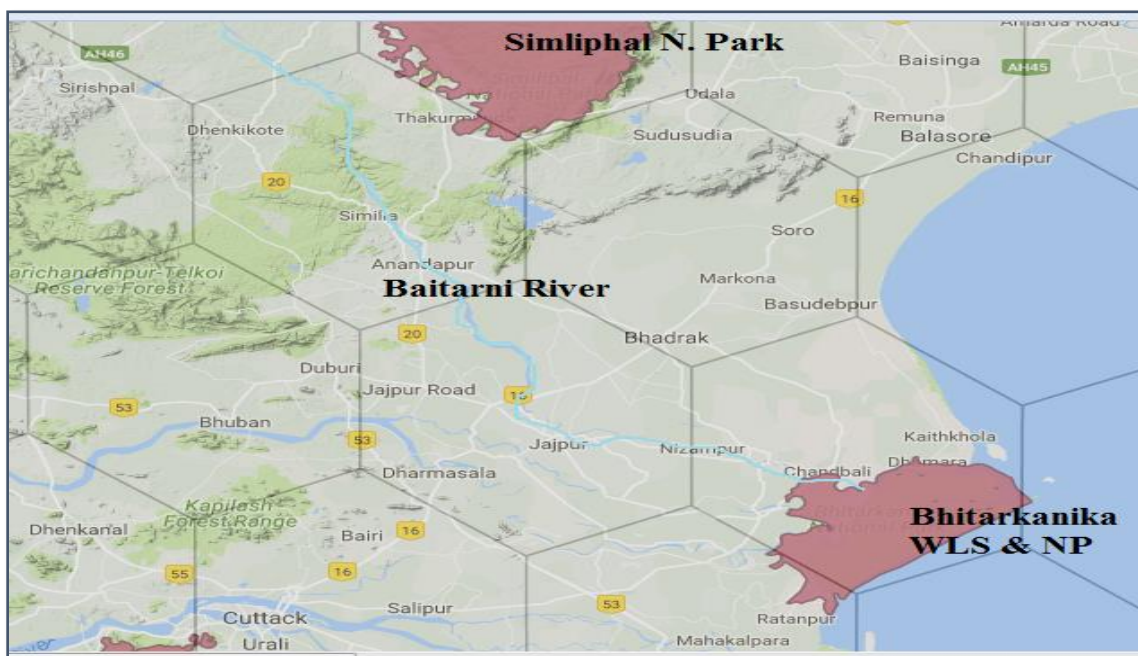 Simliphal N. Park
AH46
Amarda Road
Baisinga
AH45
Sirishpal
Udala
Thakurm
Remuna
Dhenkikote
Sudusudia
Balasore
Chandipur
20
16
Similia
Soro
Anandapur
arichandanpur-Telkoi
Reserve Forest
Markona
Baitarni River
Basudebpur
20
Bhadrak
Duburi
Jajpur Road
16
53
Bhuban
53
Jajpur
Nizampur
Kaithkhola
Dhamara
Chandbali
Dharmasala
Kapilash
Forest Range
Bhitarkanika
WLS & NP
Dhenkanal
Bairi
16
55
16
Salipur
53
Cuttack
Ratanpur
Urali
Mahakalpara